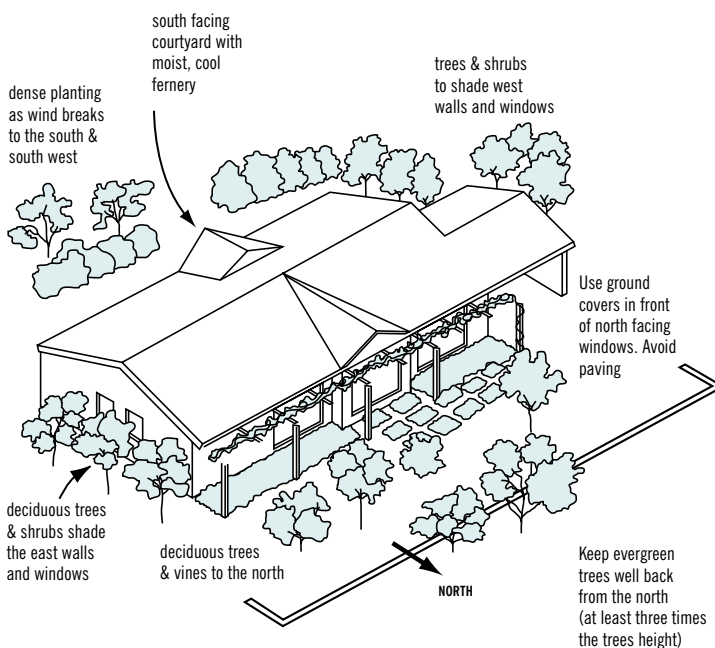 south facing
courtyard with
moist, cool
fernery
dense planting
as wind breaks
to the south &
south west
trees & shrubs
to shade west
walls and windows
Use ground
covers in front
of north facing
windows. Avoid
paving
deciduous trees
& shrubs shade
the east walls
and windows
deciduous trees
& vines to the north
NORTH
Keep evergreen
trees well back
from the north
(at least three times
the trees height)